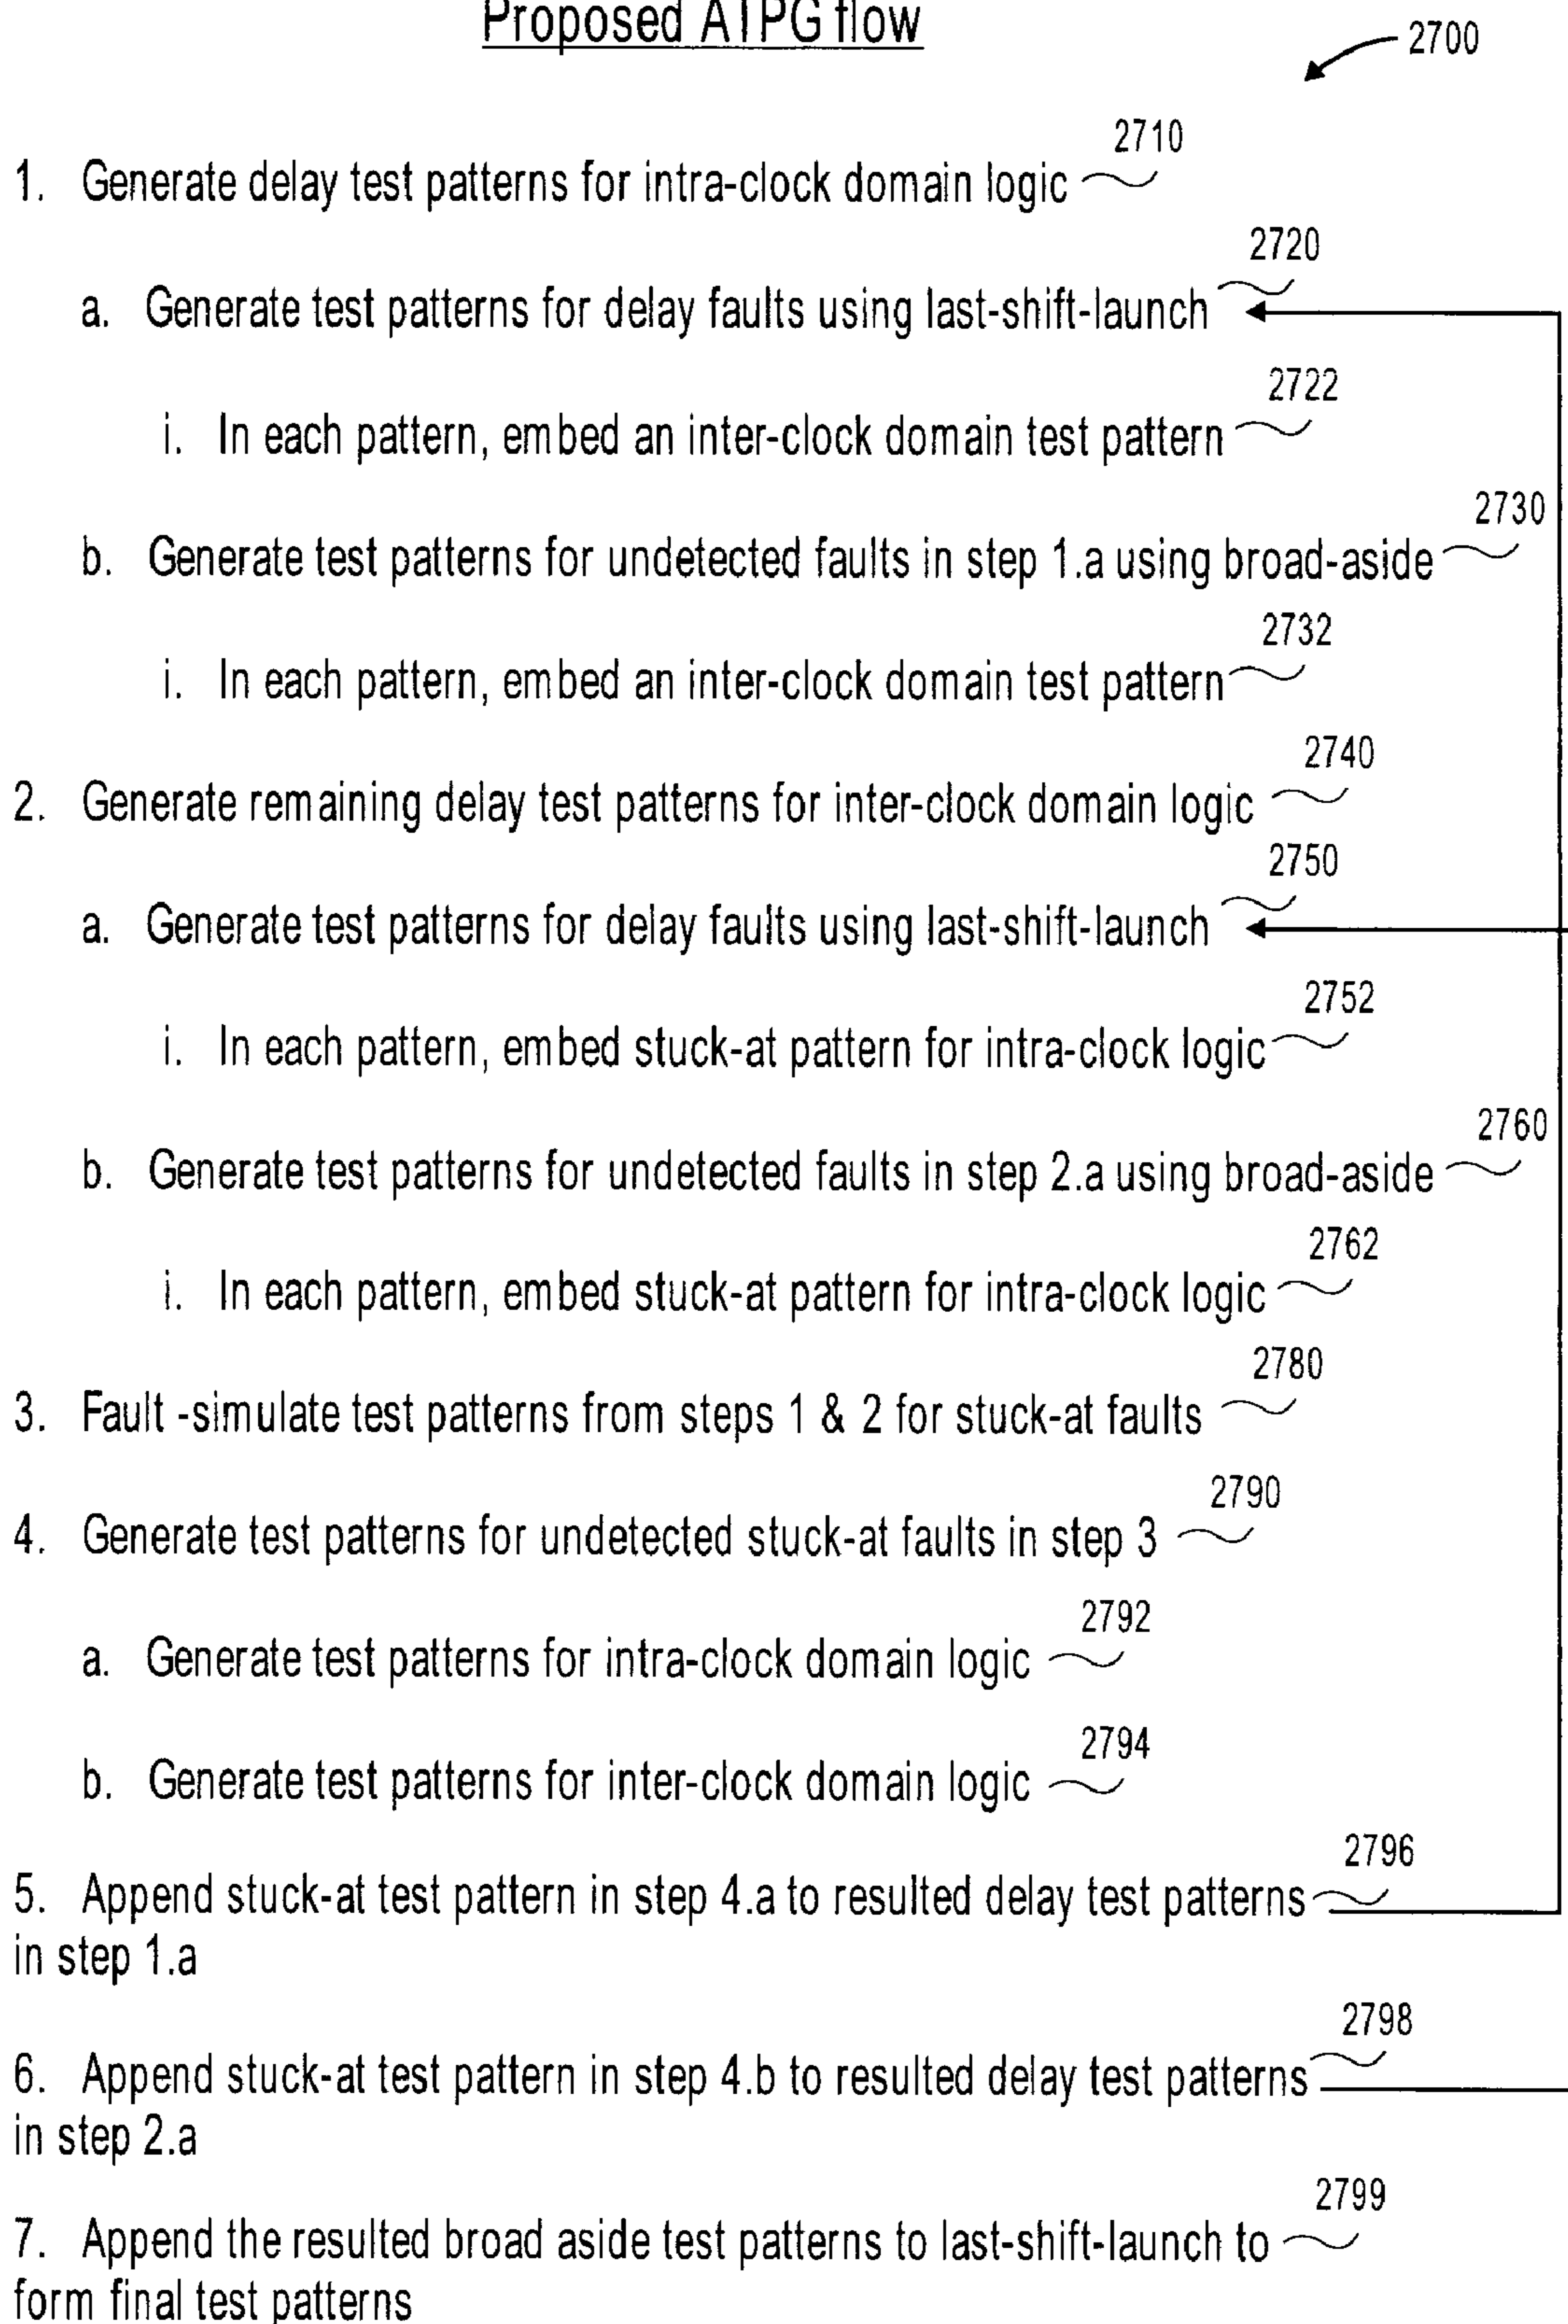 Proposed ATPG flow
2700
2710
1. Generate delay test patterns for intra-clock domain logic
2720
a. Generate test patterns for delay faults using last-shift-launch
2722
i. In each pattern, embed an inter-clock domain test pattern
2730
b. Generate test patterns for undetected faults in step 1.a using broad-aside
2732
i. In each pattern, embed an inter-clock domain test pattern
2740
2. Generate remaining delay test patterns for inter-clock domain logic
2750
a. Generate test patterns for delay faults using last-shift-launch
2752
i. In each pattern, embed stuck-at pattern for intra-clock logic
2760
b. Generate test patterns for undetected faults in step 2.a using broad-aside
2762
i. In each pattern, embed stuck-at pattern for intra-clock logic
2780
3. Fault -simulate test patterns from steps 1 & 2 for stuck-at faults
2790
4. Generate test patterns for undetected stuck-at faults in step 3
2792
a. Generate test patterns for intra-clock domain logic
2794
b. Generate test patterns for inter-clock domain logic
2796
5. Append stuck-at test pattern in step 4.a to resulted delay test patterns
in step 1.a
2798
6. Append stuck-at test pattern in step 4.b to resulted delay test patterns
in step 2.a
2799
7. Append the resulted broad aside test patterns to last-shift-launch to
form final test patterns